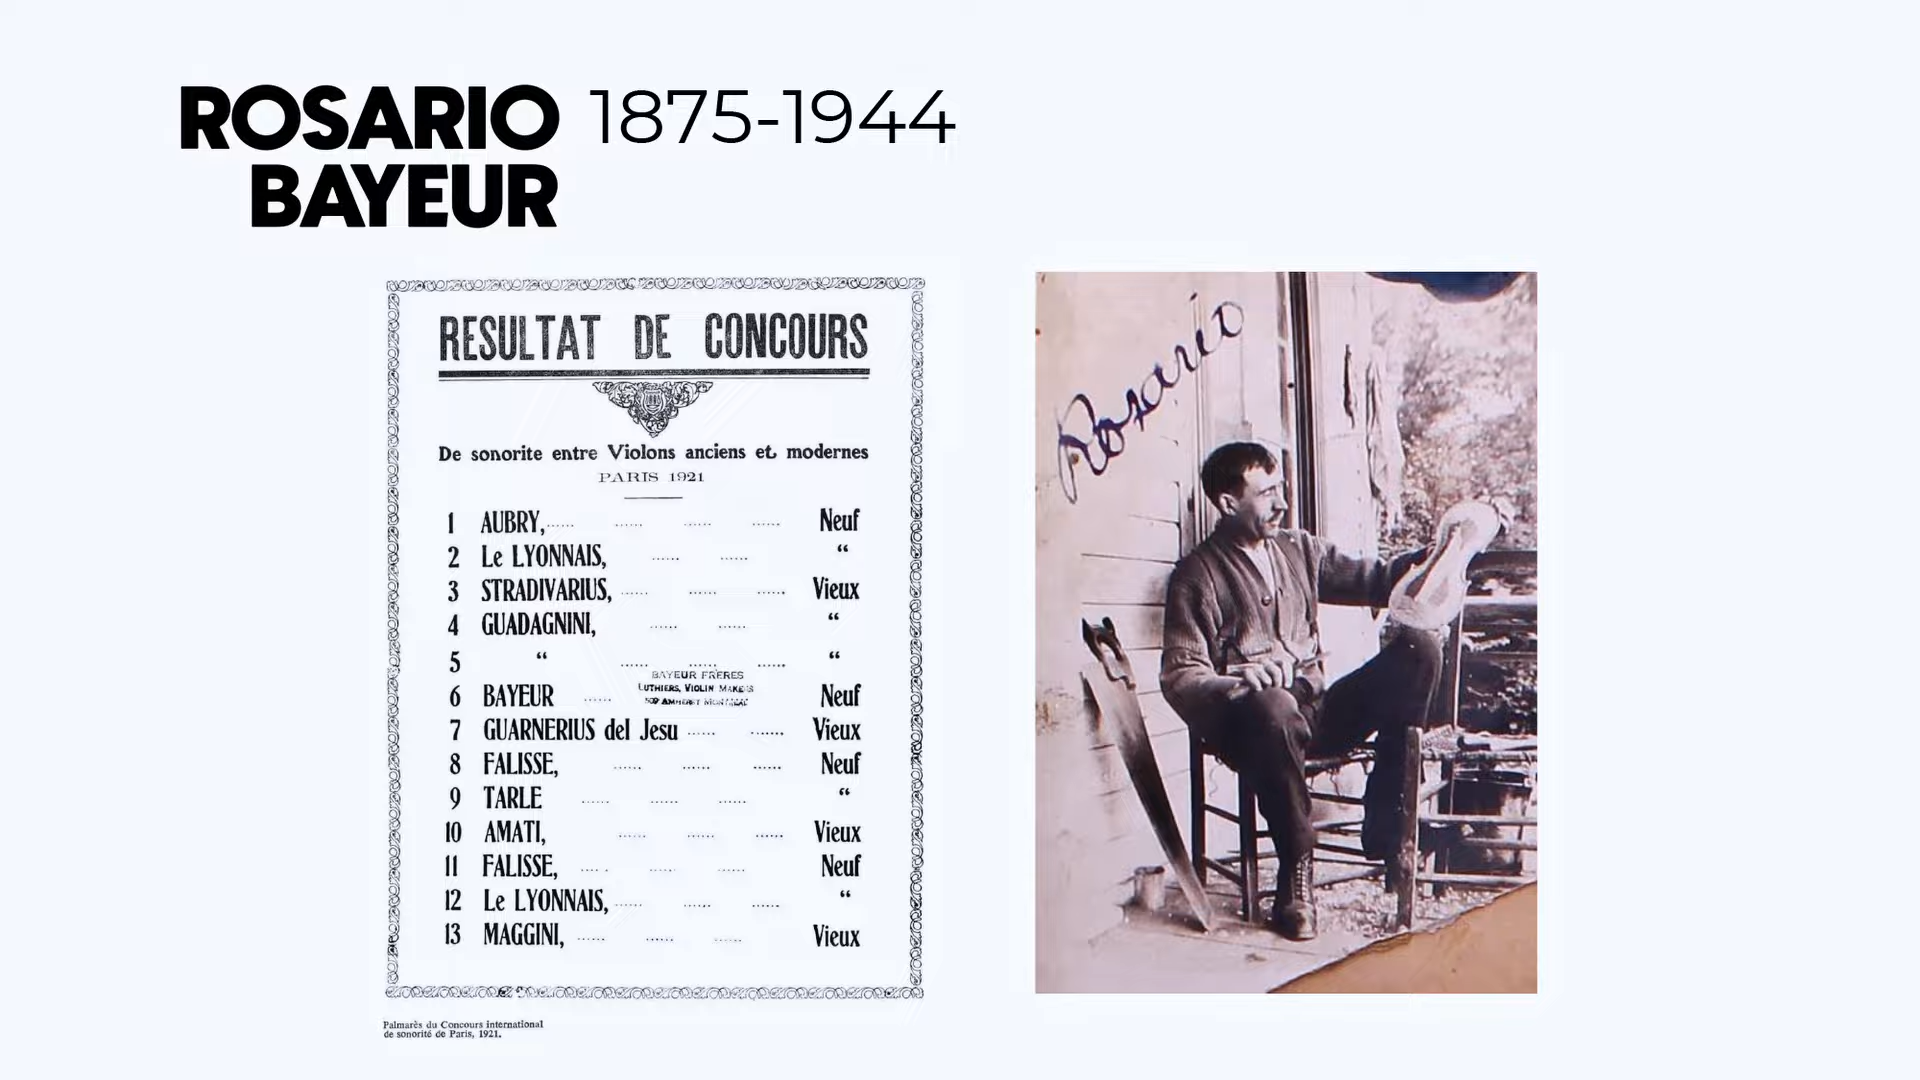 ROSARIO 1875-1944
BAYEUR
RESULTAT DE CONCOURS
De sonorite entre Violons anciens et modernes
PARIS 1921
1 AUBRY, ...... ...... ...... ...... Neuf
2 Le LYONNAIS, ...... ...... “
3 STRADIVARIUS, ...... ...... ...... Vieux
4 GUADAGNINI, ...... ...... “
5 “ ...... ...... ...... “
BAYEUR FRERES
LUTHIERS, VIOLIN MAKERS
509 AMHERST MONTREAL
6 BAYEUR ...... Neuf
7 GUARNERIUS del Jesu ...... ...... Vieux
8 FALISSE, ...... ...... ...... Neuf
9 TARLE ...... ...... ...... “
10 AMATI, ...... ...... ...... Vieux
11 FALISSE, ...... ...... ...... Neuf
12 Le LYONNAIS, ...... ...... ...... “
13 MAGGINI, ...... ...... ...... Vieux
Palmarès du Concours international
de sonorité de Paris, 1921.
Rosario